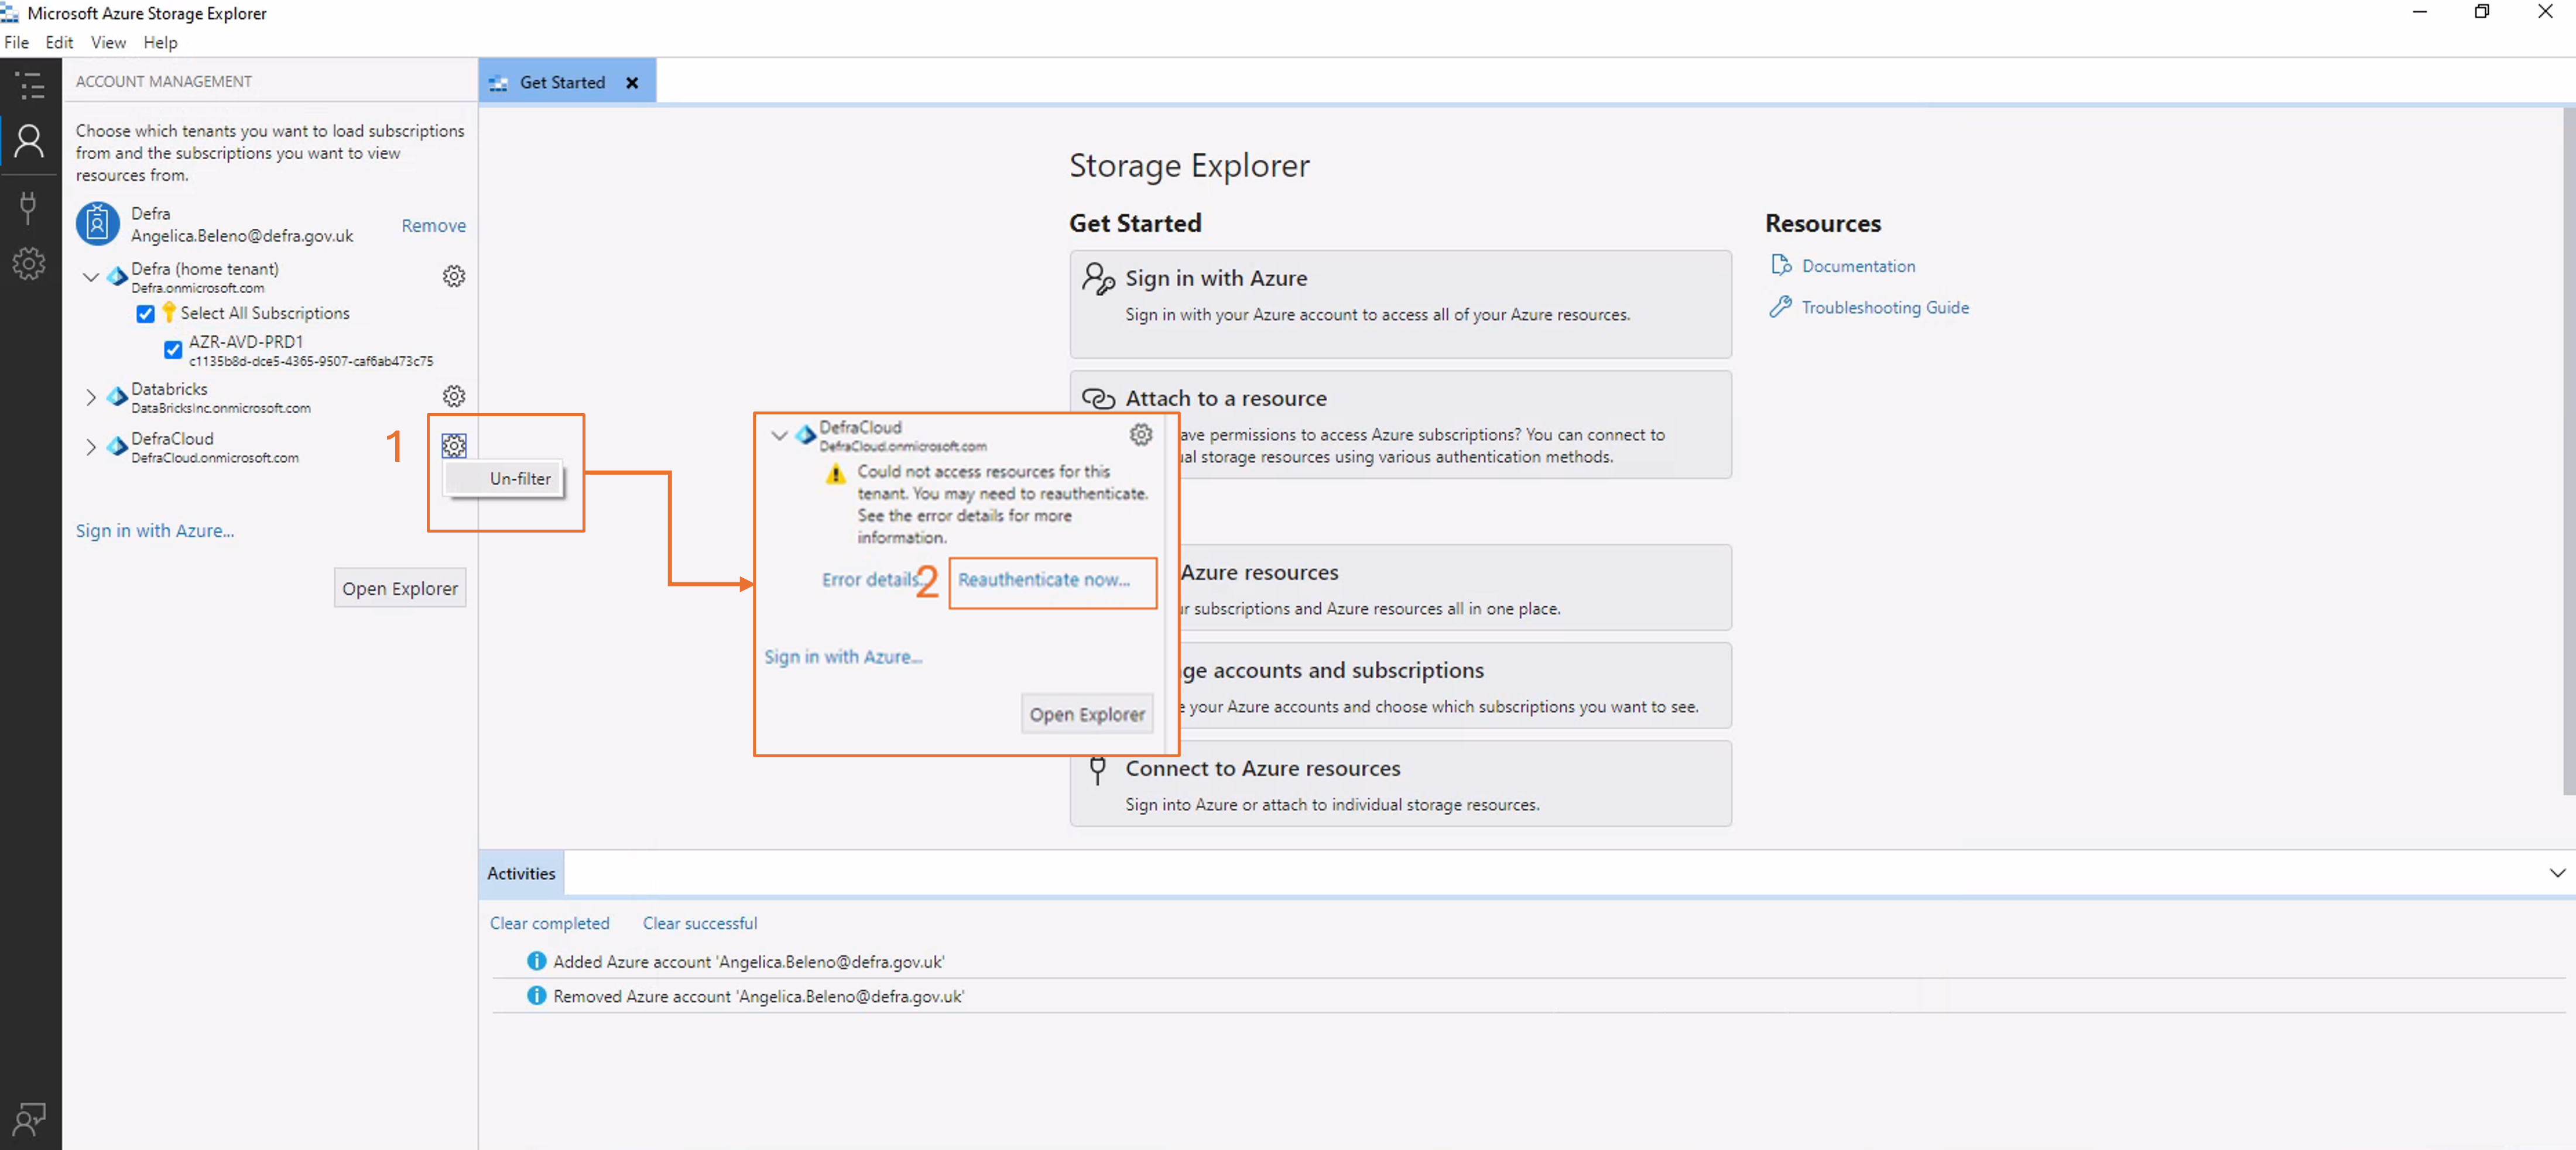 Microsoft Azure Storage Explorer
File Edit View Help
ACCOUNT MANAGEMENT
Choose which tenants you want to load subscriptions
from and the subscriptions you want to view
resources from.
Defra
Angelica.Beleno@defra.gov.uk
Remove
Defra (home tenant)
Defra.onmicrosoft.com
Select All Subscriptions
AZR-AVD-PRD1
c1135b8d-dce5-4365-9507-caf6ab473c75
Databricks
DataBricksInc.onmicrosoft.com
DefraCloud
DefraCloud.onmicrosoft.com
1
Un-filter
Sign in with Azure...
Open Explorer
Get Started
Storage Explorer
Get Started
Sign in with Azure
Sign in with your Azure account to access all of your Azure resources.
Attach to a resource
ave permissions to access Azure subscriptions? You can connect to
ual storage resources using various authentication methods.
Azure resources
ur subscriptions and Azure resources all in one place.
ge accounts and subscriptions
e your Azure accounts and choose which subscriptions you want to see.
Connect to Azure resources
Sign into Azure or attach to individual storage resources.
DefraCloud
DefraCloud.onmicrosoft.com
Could not access resources for this
tenant. You may need to reauthenticate.
See the error details for more
information.
Error details...
2
Reauthenticate now...
Sign in with Azure...
Open Explorer
Resources
Documentation
Troubleshooting Guide
Activities
Clear completed Clear successful
Added Azure account 'Angelica.Beleno@defra.gov.uk'
Removed Azure account 'Angelica.Beleno@defra.gov.uk'